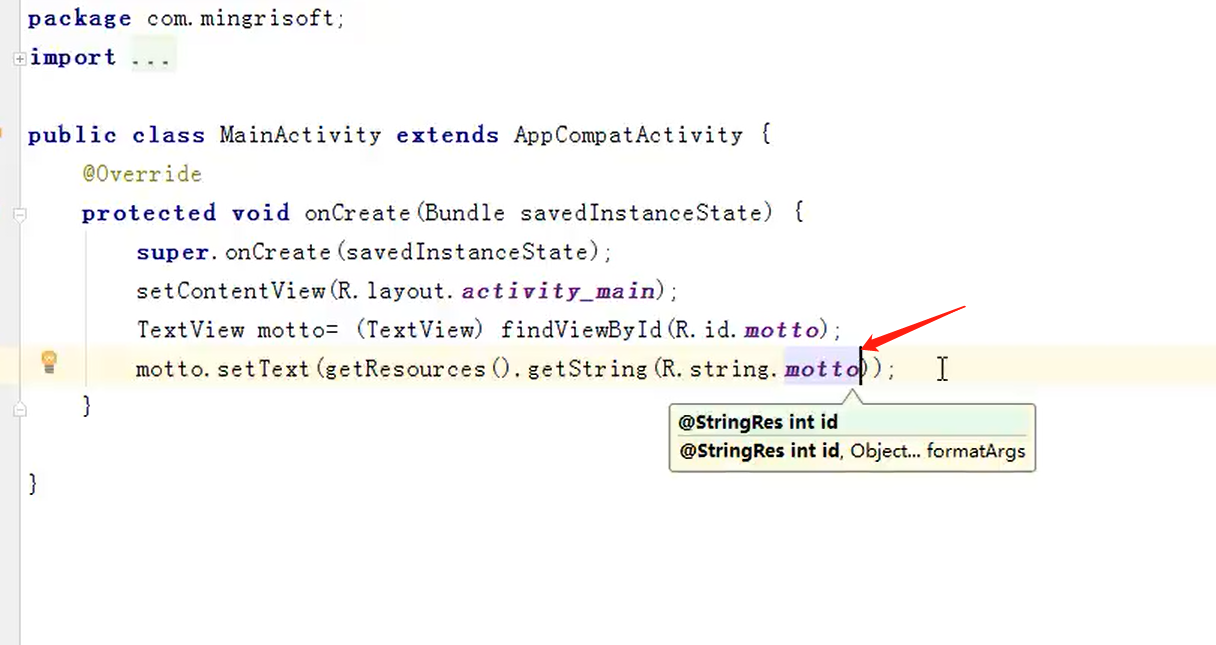 package com.mingrisoft;
import ...
public class MainActivity extends AppCompatActivity {
@Override
protected void onCreate(Bundle savedInstanceState) {
super.onCreate(savedInstanceState);
setContentView(R.layout.activity_main);
TextView motto= (TextView) findViewById(R.id.motto);
motto.setText(getResources().getString(R.string.motto));
}
@StringRes int id
@StringRes int id, Object... formatArgs
}